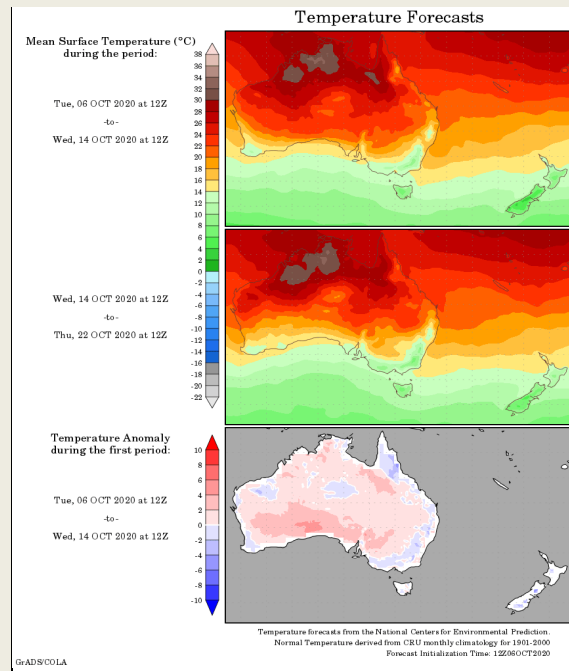 Temperature Forecasts
Mean Surface Temperature (°C)
during the period:
Tue, 06 OCT 2020 at 12Z
-to-
Wed, 14 OCT 2020 at 12Z
38
36
34
32
30
28
26
24
22
20
18
16
14
12
10
8
6
4
2
0
-2
-4
-6
-8
-10
-12
-14
-16
-18
-20
-22
Wed, 14 OCT 2020 at 12Z
-to-
Thu, 22 OCT 2020 at 12Z
Temperature Anomaly
during the first period:
Tue, 06 OCT 2020 at 12Z
-to-
Wed, 14 OCT 2020 at 12Z
10
8
6
4
2
0
-2
-4
-6
-8
-10
Temperature forecasts from the National Centers for Environmental Prediction.
Normal Temperature derived from CRU monthly climatology for 1901-2000
Forecast Initialization Time: 12Z06OCT2020
GrADS/COLA